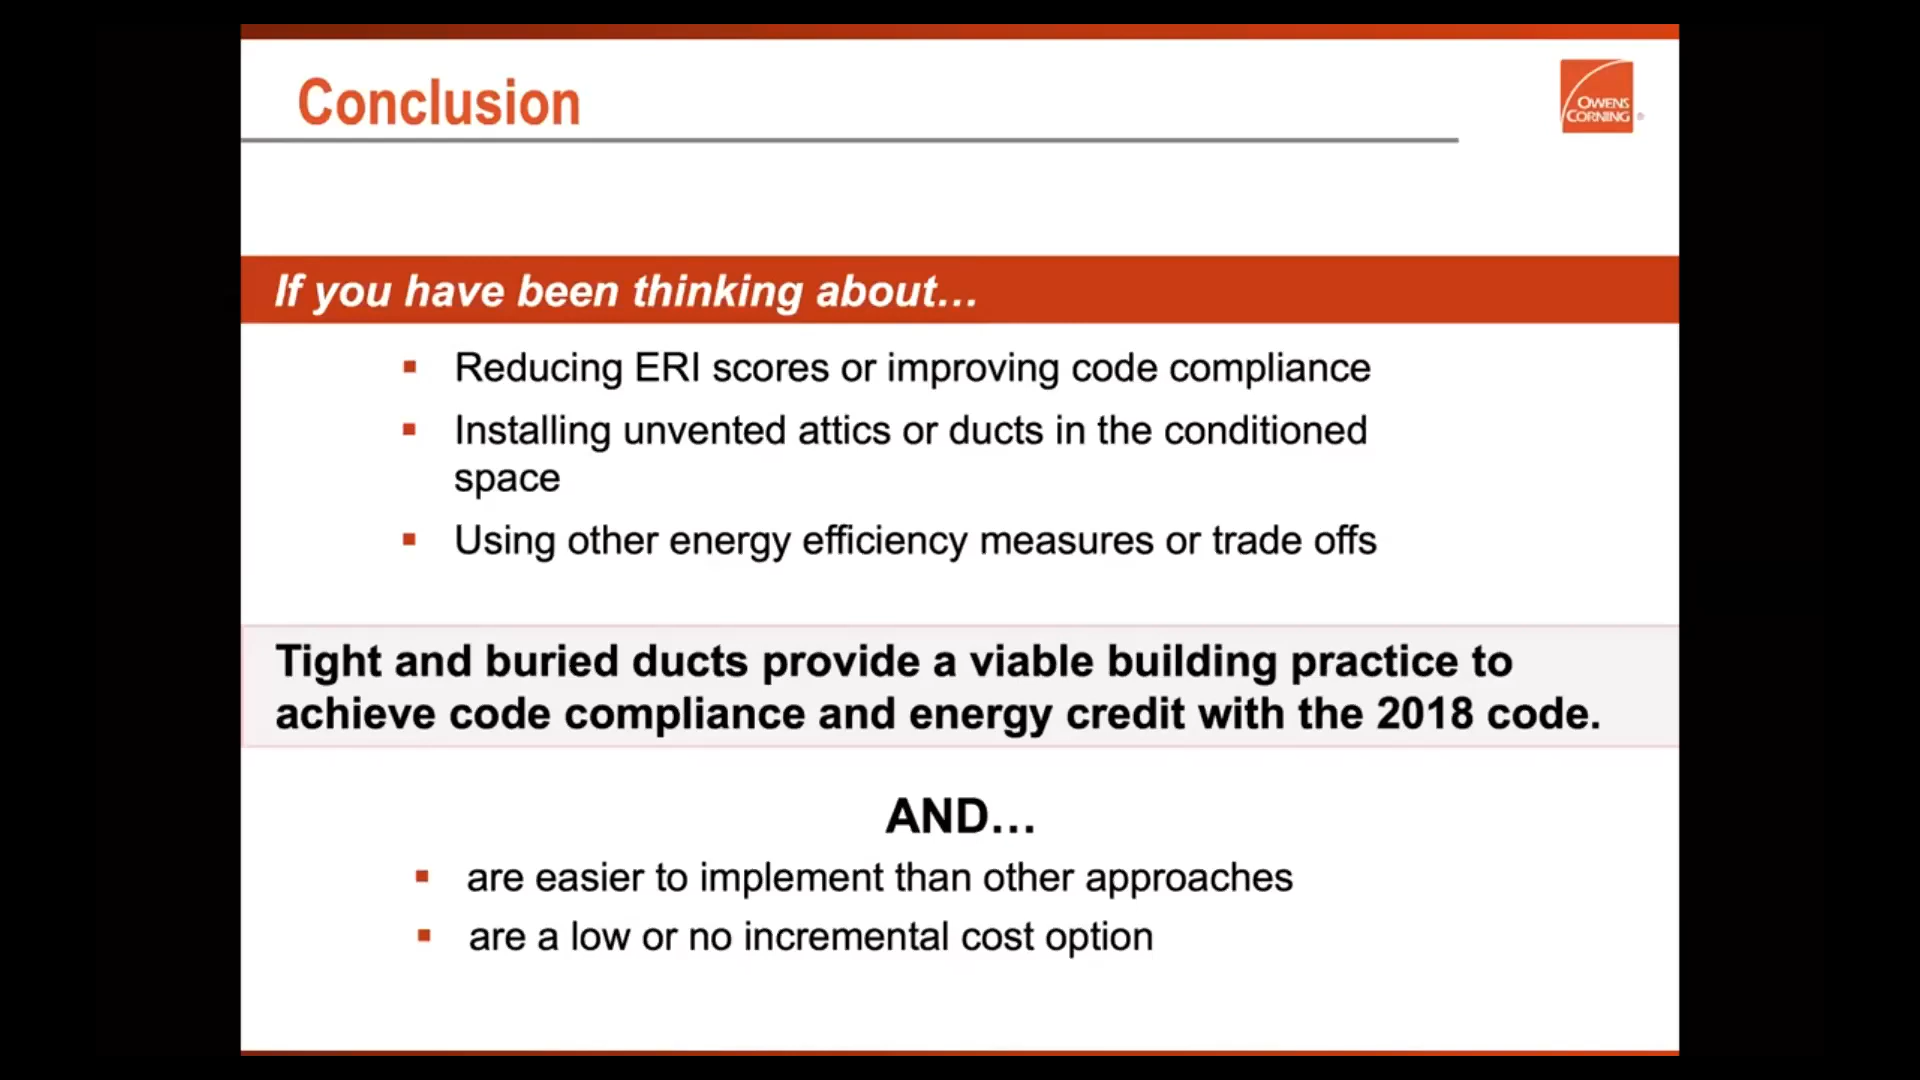 Conclusion
OWENS
CORNING ®
If you have been thinking about...
▪ Reducing ERI scores or improving code compliance
▪ Installing unvented attics or ducts in the conditioned
space
▪ Using other energy efficiency measures or trade offs
Tight and buried ducts provide a viable building practice to
achieve code compliance and energy credit with the 2018 code.
AND...
▪ are easier to implement than other approaches
▪ are a low or no incremental cost option